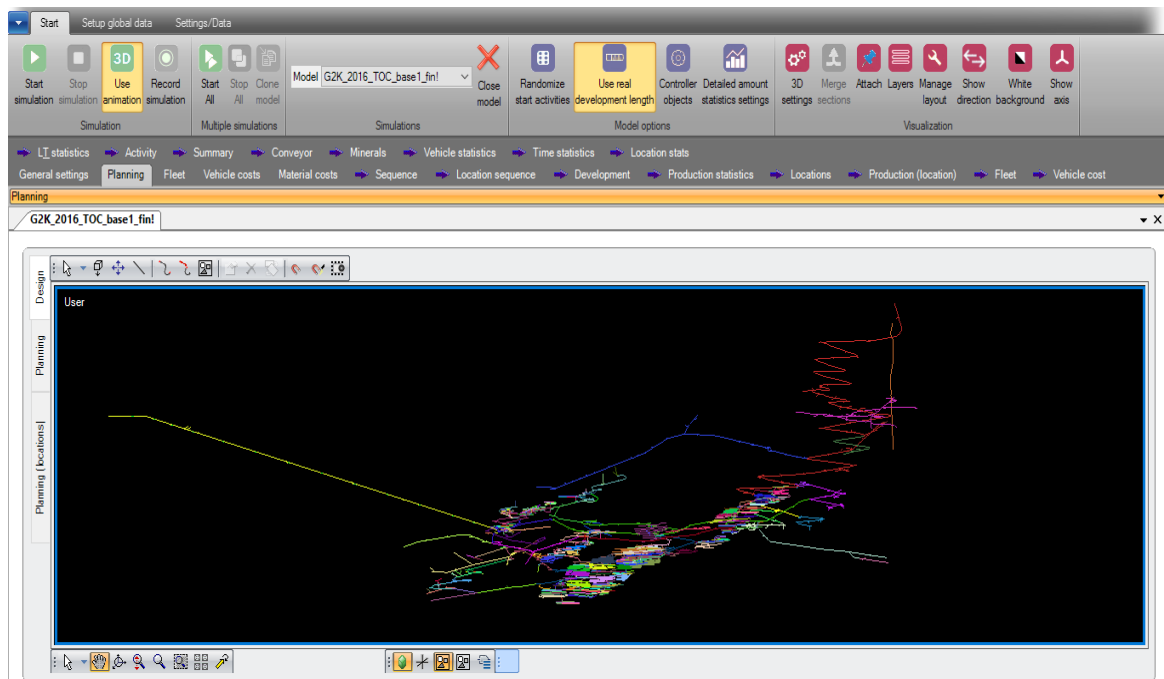 Start Setup global data Settings/Data
3D
Start simulation Stop simulation Use animation Record simulation Start All Stop All Clone model Model G2K_2016_TOC_base1_fin! Close model Randomize start activities Use real development length Controller objects Detailed amount statistics settings 3D settings Merge sections Attach Layers Manage layout Show direction White background Show axis
Simulation Multiple simulations Simulations Model options Visualization
LT statistics Activity Summary Conveyor Minerals Vehicle statistics Time statistics Location stats
General settings Planning Fleet Vehicle costs Material costs Sequence Location sequence Development Production statistics Locations Production (location) Fleet Vehicle cost
Planning
G2K_2016_TOC_base1_fin!
Design
User
Planning
Planning (locations)